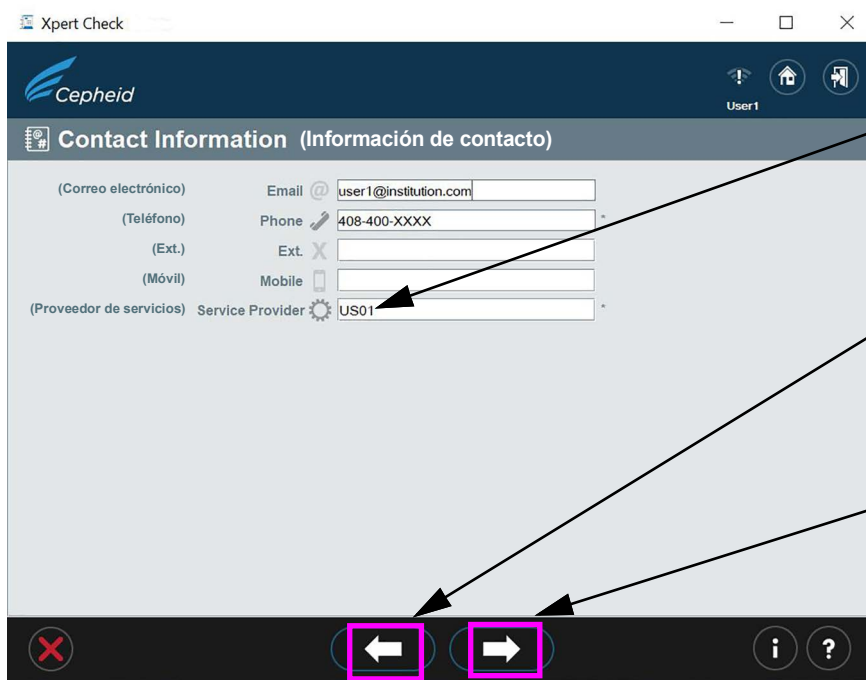 Xpert Check
Cepheid
User1
Contact Information (Información de contacto)
(Correo electrónico) Email @ user1@institution.com
(Teléfono) Phone 408-400-XXXX *
(Ext.) Ext. X
(Móvil) Mobile
(Proveedor de servicios) Service Provider US01 *
i ?